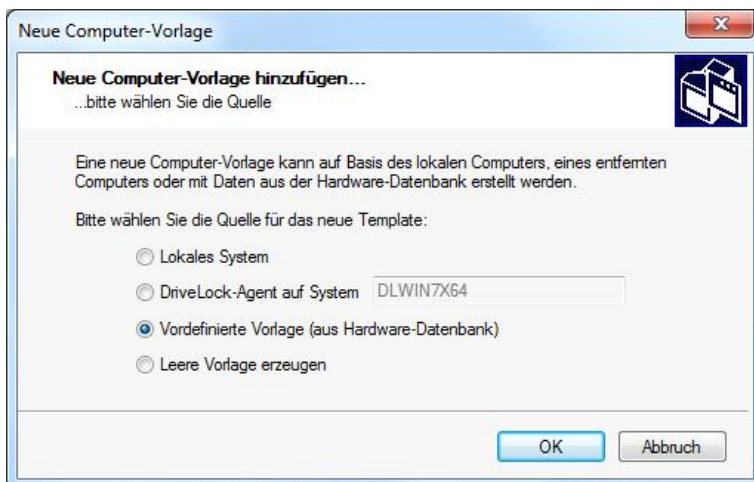 Neue Computer-Vorlage
Neue Computer-Vorlage hinzufügen...
...bitte wählen Sie die Quelle
Eine neue Computer-Vorlage kann auf Basis des lokalen Computers, eines entfernten
Computers oder mit Daten aus der Hardware-Datenbank erstellt werden.
Bitte wählen Sie die Quelle für das neue Template:
Lokales System
DriveLock-Agent auf System DLWIN7X64
Vordefinierte Vorlage (aus Hardware-Datenbank)
Leere Vorlage erzeugen
OK Abbruch